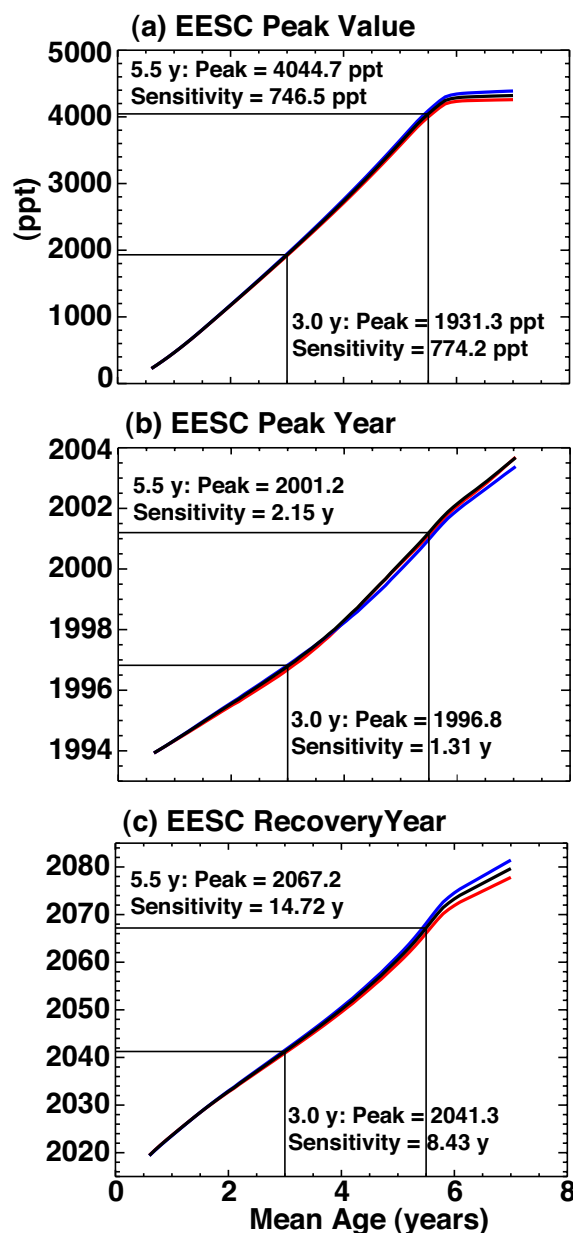 (a) EESC Peak Value
5000
4000
3000
2000
1000
0
(ppt)
5.5 y: Peak = 4044.7 ppt
Sensitivity = 746.5 ppt
3.0 y: Peak = 1931.3 ppt
Sensitivity = 774.2 ppt
(b) EESC Peak Year
2004
2002
2000
1998
1996
1994
5.5 y: Peak = 2001.2
Sensitivity = 2.15 y
3.0 y: Peak = 1996.8
Sensitivity = 1.31 y
(c) EESC RecoveryYear
2080
2070
2060
2050
2040
2030
2020
5.5 y: Peak = 2067.2
Sensitivity = 14.72 y
3.0 y: Peak = 2041.3
Sensitivity = 8.43 y
0 2 4 6 8
Mean Age (years)